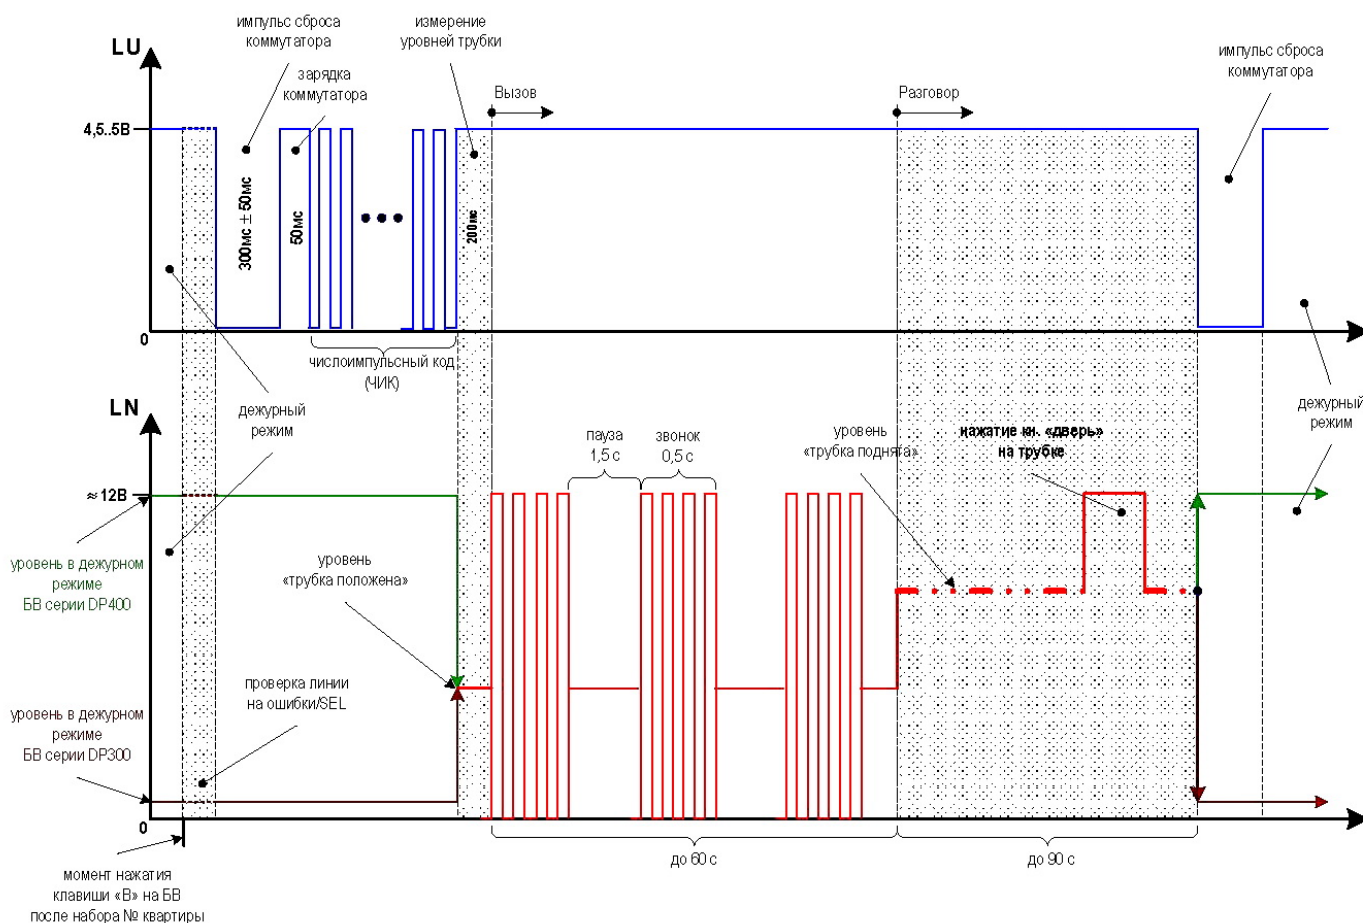 импульс сброса
коммутатора
измерение
уровней трубки
LU
зарядка
коммутатора
Вызов
Разговор
импульс сброса
коммутатора
4,5..5В
300мс ± 50мс
50мс
200мс
0
числоимпульсный код
(ЧИК)
LN
дежурный
режим
пауза
1,5 с
звонок
0,5 с
уровень
«трубка поднята»
нажатие кн. «дверь»
на трубке
дежурный
режим
≈12В
уровень в дежурном
режиме
БВ серии DP400
уровень
«трубка положена»
проверка линии
на ошибки/SEL
уровень в дежурном
режиме
БВ серии DP300
0
до 60 с
до 90 с
момент нажатия
клавиши «В» на БВ
после набора № квартиры